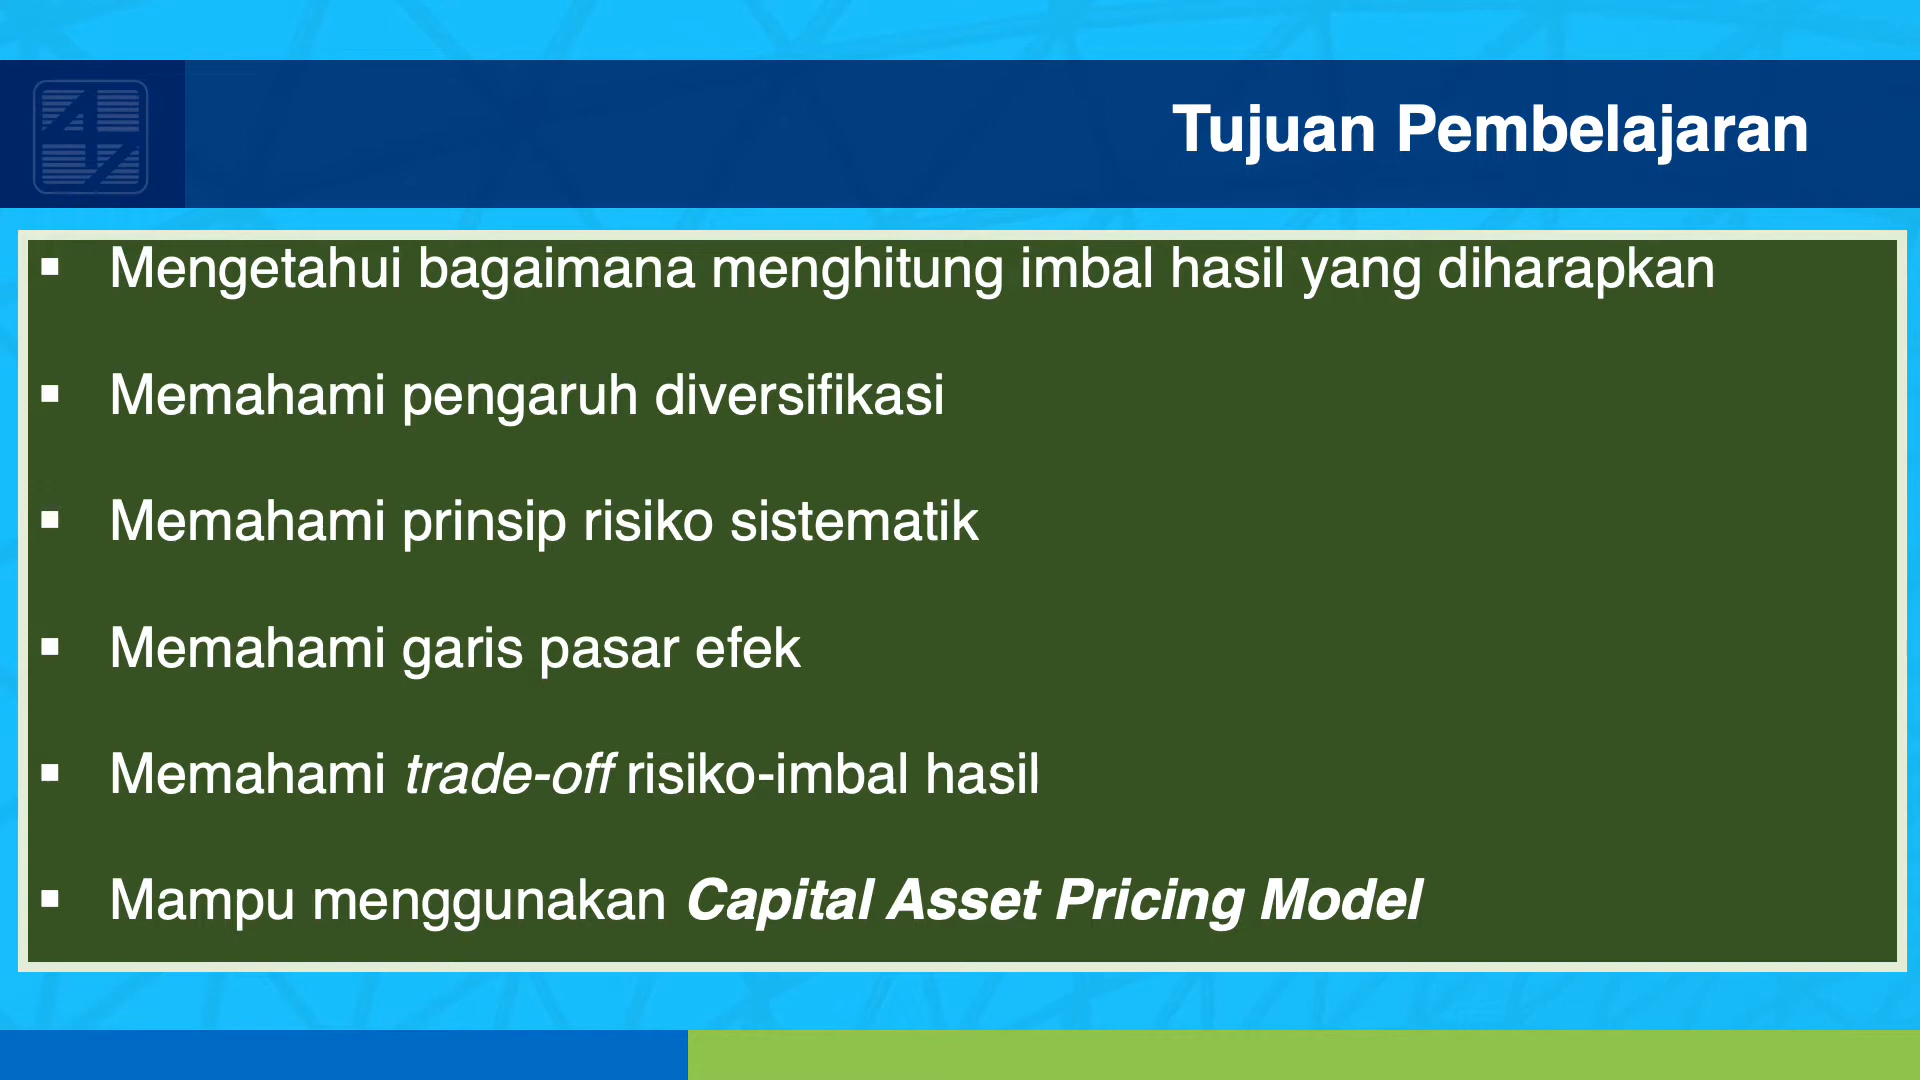 Tujuan Pembelajaran
▪ Mengetahui bagaimana menghitung imbal hasil yang diharapkan
▪ Memahami pengaruh diversifikasi
▪ Memahami prinsip risiko sistematik
▪ Memahami garis pasar efek
▪ Memahami trade-off risiko-imbal hasil
▪ Mampu menggunakan Capital Asset Pricing Model